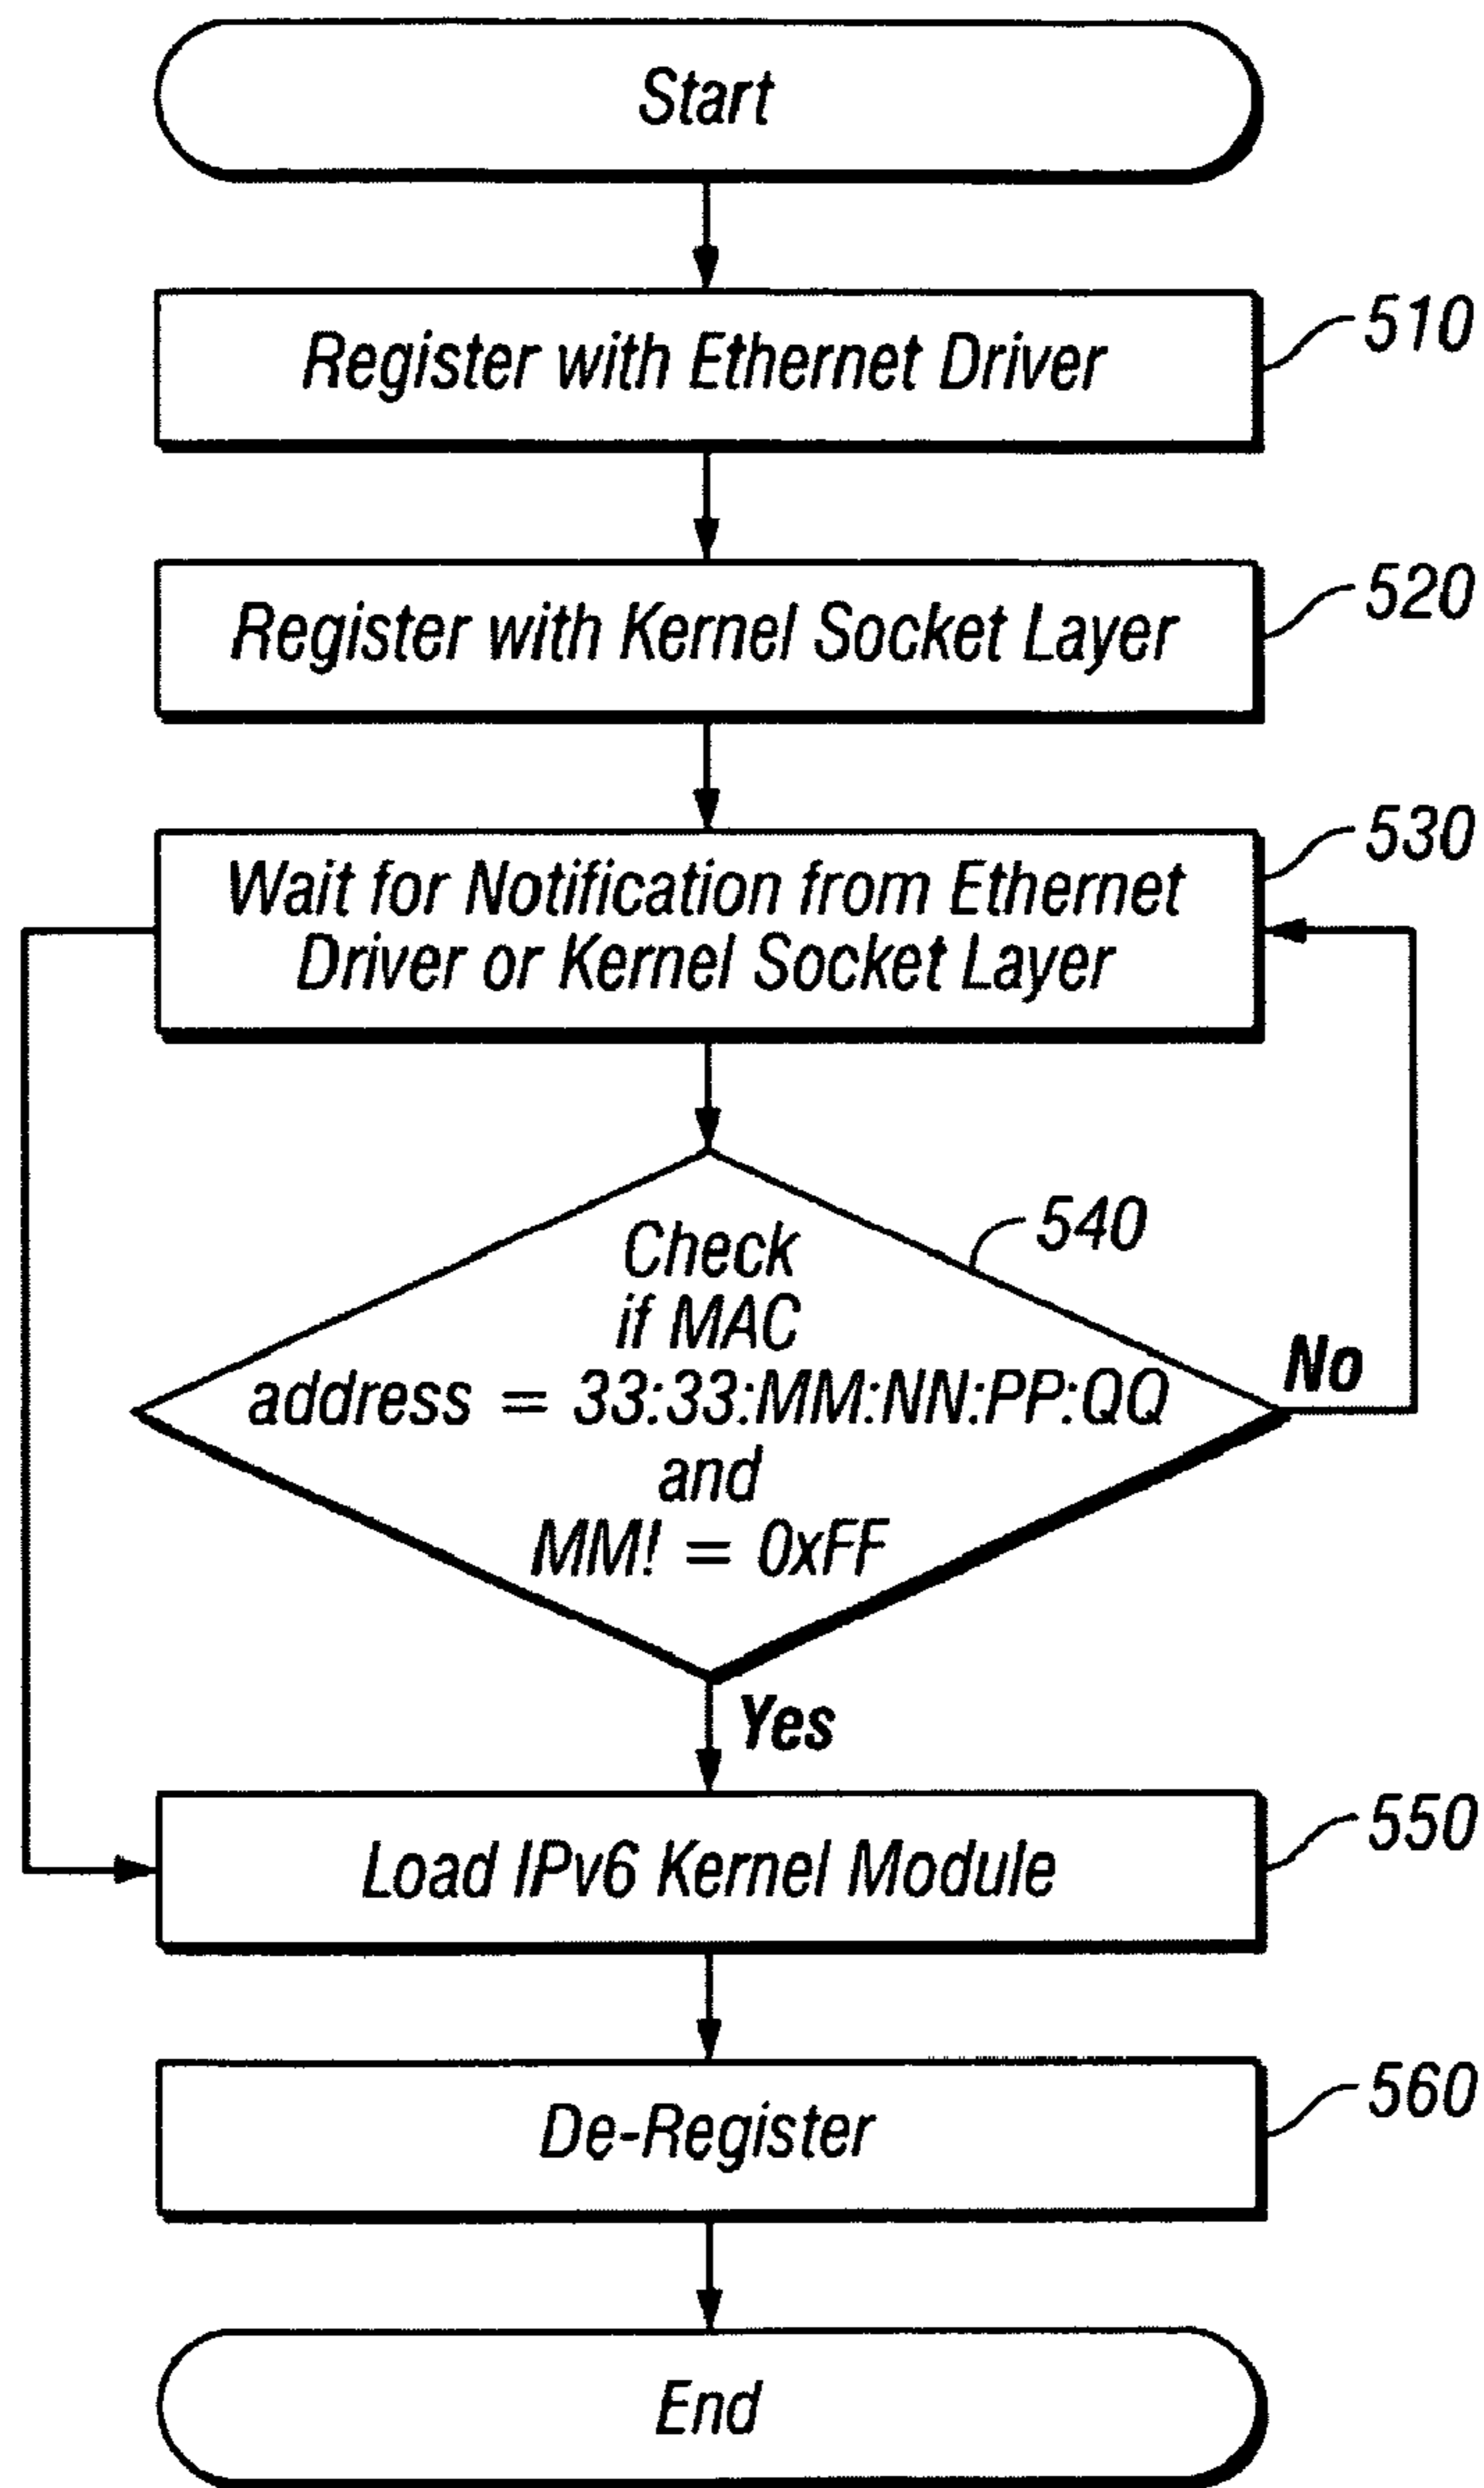 Start
Register with Ethernet Driver
510
Register with Kernel Socket Layer
520
Wait for Notification from Ethernet
Driver or Kernel Socket Layer
530
Check
if MAC
address = 33:33:MM:NN:PP:QQ
and
MM! = 0xFF
540
No
Yes
Load IPv6 Kernel Module
550
De-Register
560
End